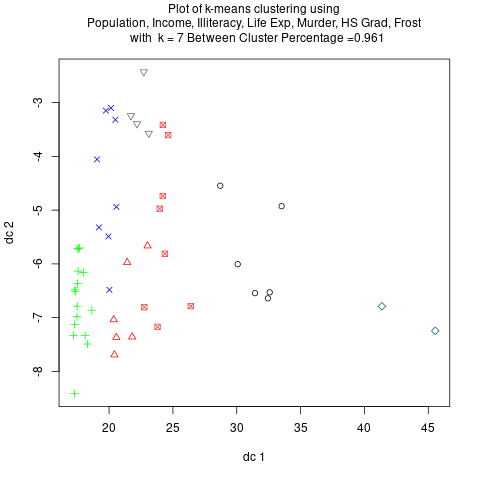 Plot of k-means clustering using
Population, Income, Illiteracy, Life Exp, Murder, HS Grad, Frost
with k = 7 Between Cluster Percentage =0.961
-3
-4
-5
-6
-7
-8
dc 2
20 25 30 35 40 45
dc 1